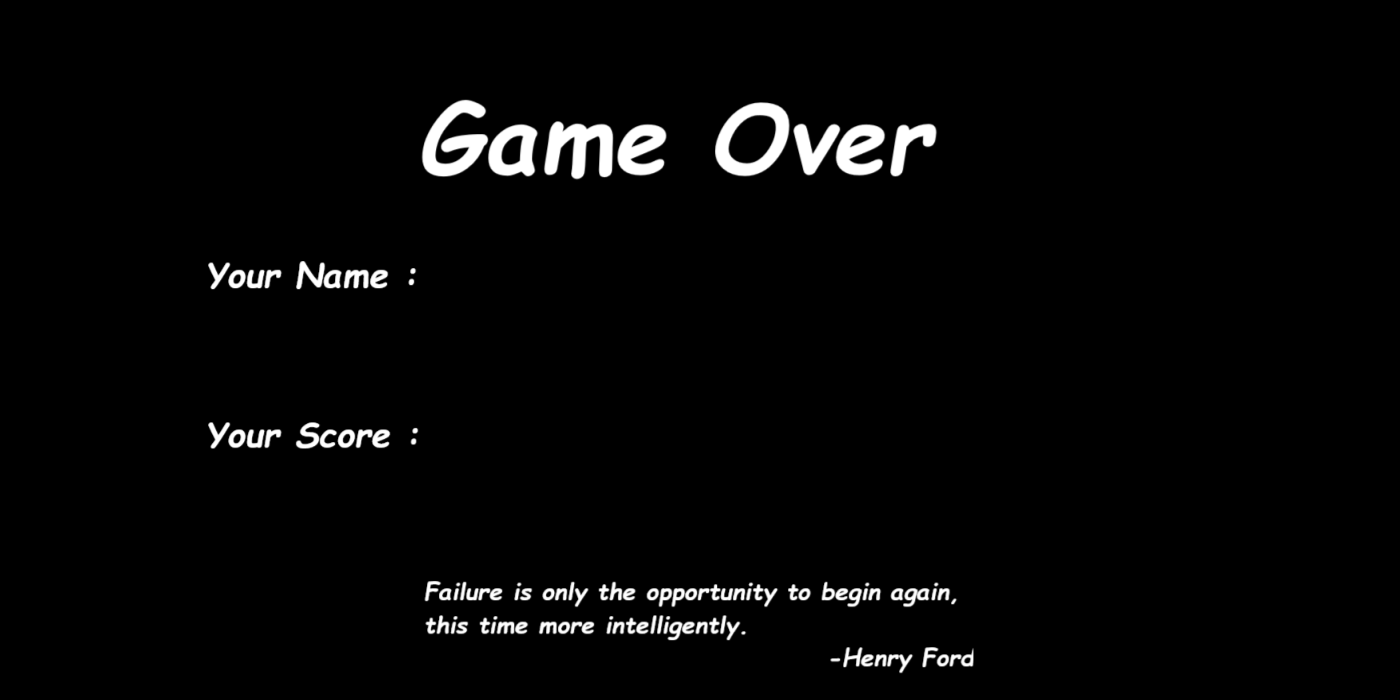 Game Over
Your Name :
Your Score :
Failure is only the opportunity to begin again,
this time more intelligently.
-Henry Ford